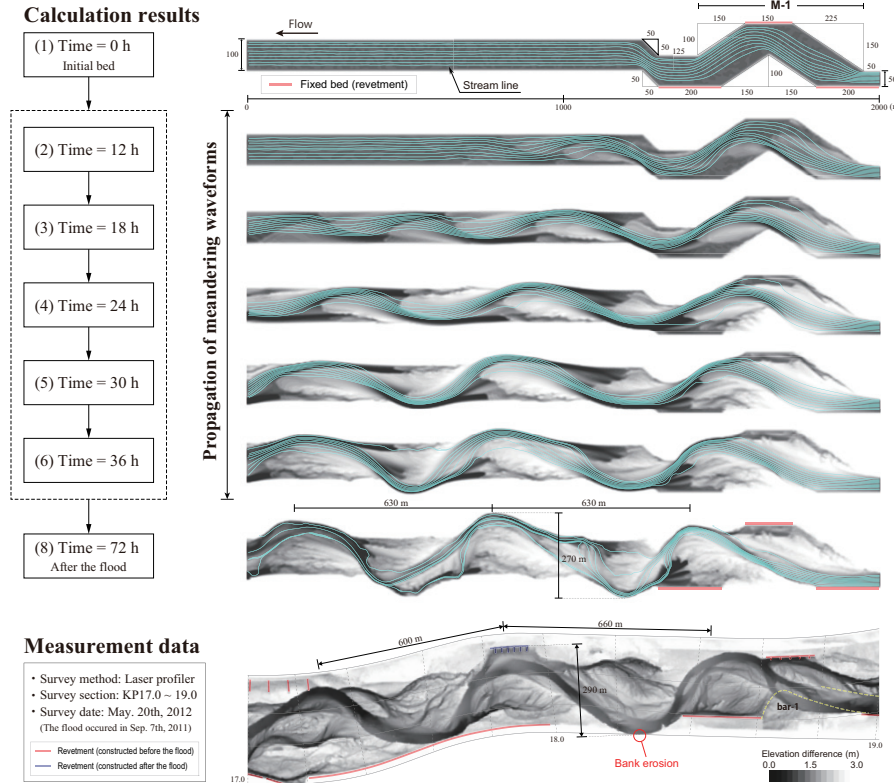 Calculation results
(1) Time = 0 h
Initial bed
(2) Time = 12 h
(3) Time = 18 h
(4) Time = 24 h
(5) Time = 30 h
(6) Time = 36 h
(8) Time = 72 h
After the flood
Flow
100
Fixed bed (revetment)
Stream line
M-1
150
150
225
50
50
50
125
100
150
50
100
50
50
50
150
150
150
0
1000
2000
Propagation of meandering waveforms
630 m
630 m
270 m
Measurement data
• Survey method: Laser profiler
• Survey section: KP17.0 ~ 19.0
• Survey date: May. 20th, 2012
(The flood occured in Sep. 7th, 2011)
Revetment (constructed before the flood)
Revetment (constructed after the flood)
600 m
660 m
290 m
bar-1
Bank erosion
17.0
18.0
19.0
Elevation difference (m)
0.0 1.5 3.0